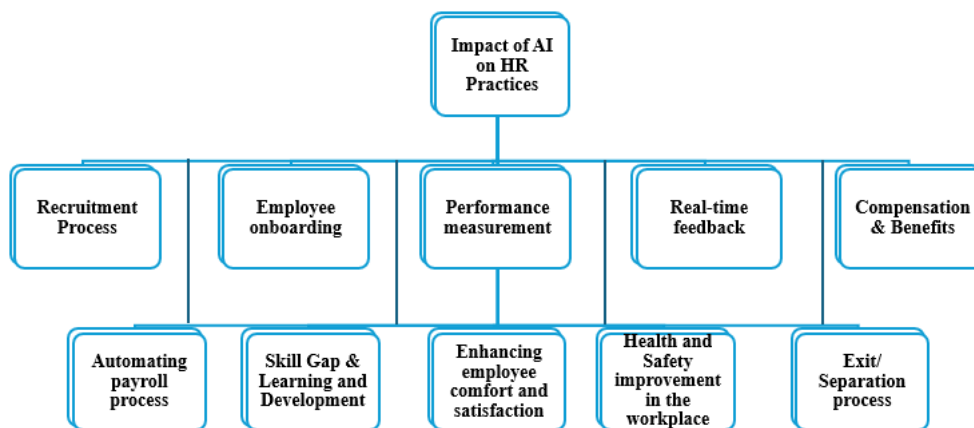 Impact of AI
on HR
Practices
Recruitment
Process
Employee
onboarding
Performance
measurement
Real-time
feedback
Compensation
& Benefits
Automating
payroll
process
Skill Gap &
Learning and
Development
Enhancing
employee
comfort and
satisfaction
Health and
Safety
improvement
in the
workplace
Exit/
Separation
process